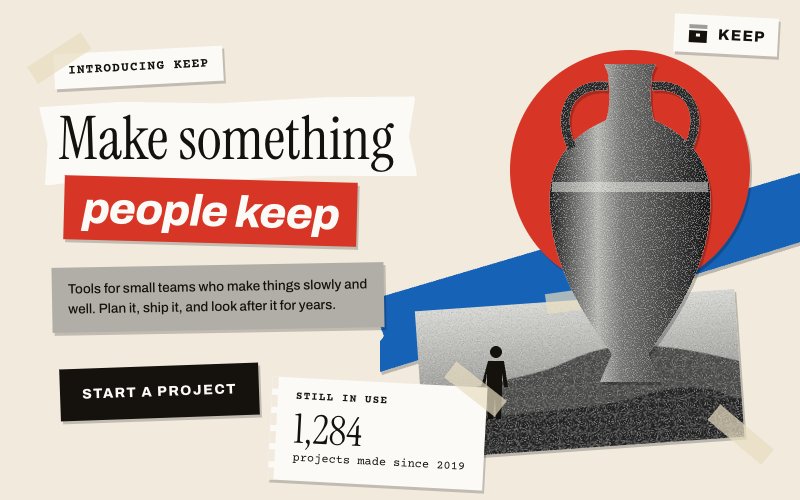 KEEP
INTRODUCING KEEP
Make something
people keep
Tools for small teams who make things slowly and
well. Plan it, ship it, and look after it for years.
START A PROJECT
STILL IN USE
1,284
projects made since 2019